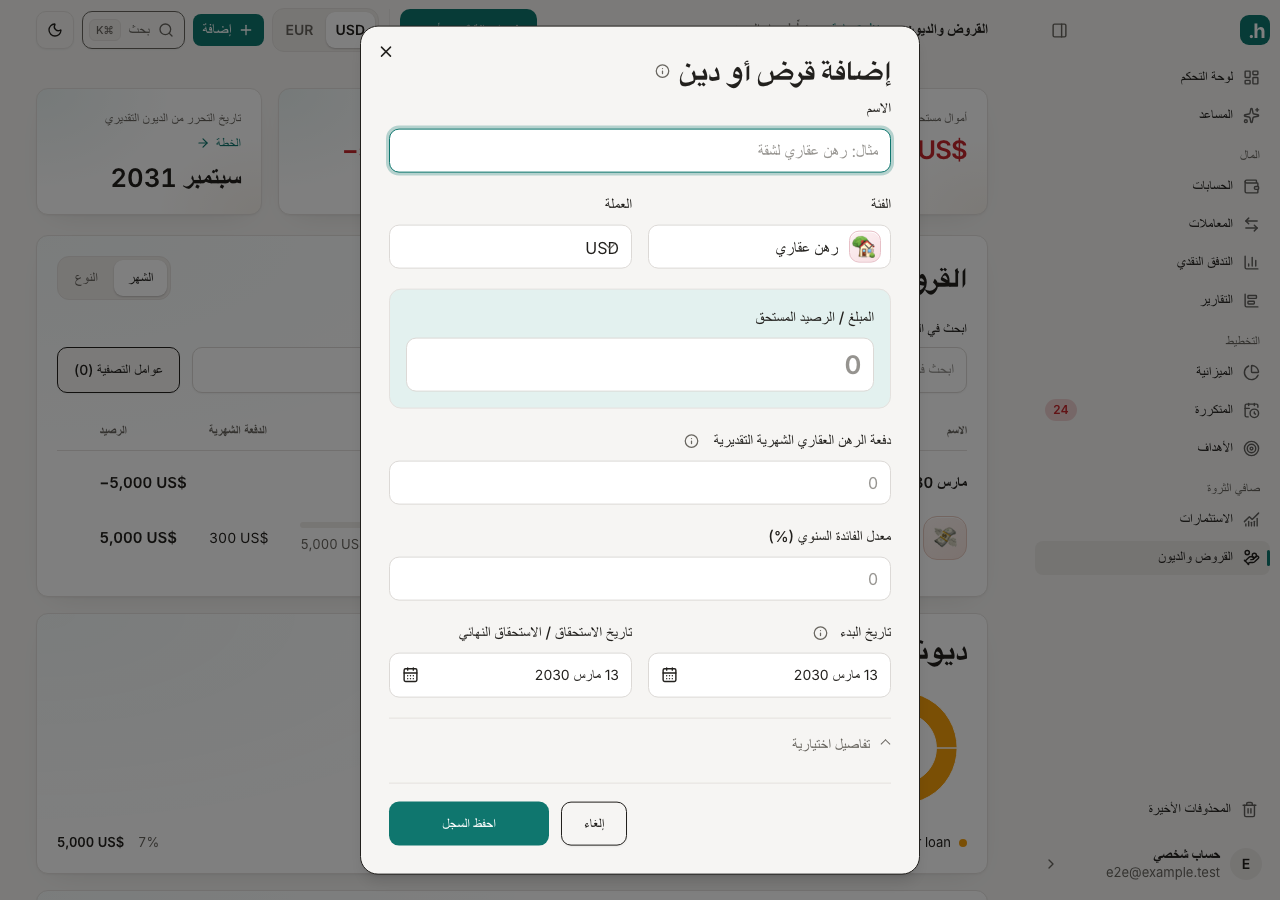 .h
لوحة التحكم
المساعد
المال
الحسابات
المعاملات
التدفق النقدي
التقارير
التخطيط
الميزانية
المتكررة
24
الأهداف
صافي الثروة
الاستثمارات
القروض والديون
المحذوفات الأخيرة
E
حساب شخصي
e2e@example.test
USD
EUR
إضافة
بحث
K⌘
US$
تاريخ التحرر من الديون التقديري
الخطة
سبتمبر 2031
الشهر
النوع
ابحث في
عوامل التصفية (0)
الاسم
الدفعة الشهرية
الرصيد
مارس
−5,000 US$
5,000 US
300 US$
5,000 US$
loan
7%
5,000 US$
إضافة قرض أو دين
الاسم
مثال: رهن عقاري لشقة
الفئة
العملة
رهن عقاري
USD
المبلغ / الرصيد المستحق
0
دفعة الرهن العقاري الشهرية التقديرية
0
معدل الفائدة السنوي (%)
0
تاريخ البدء
تاريخ الاستحقاق / الاستحقاق النهائي
13 مارس 2030
13 مارس 2030
تفاصيل اختيارية
إلغاء
احفظ السجل